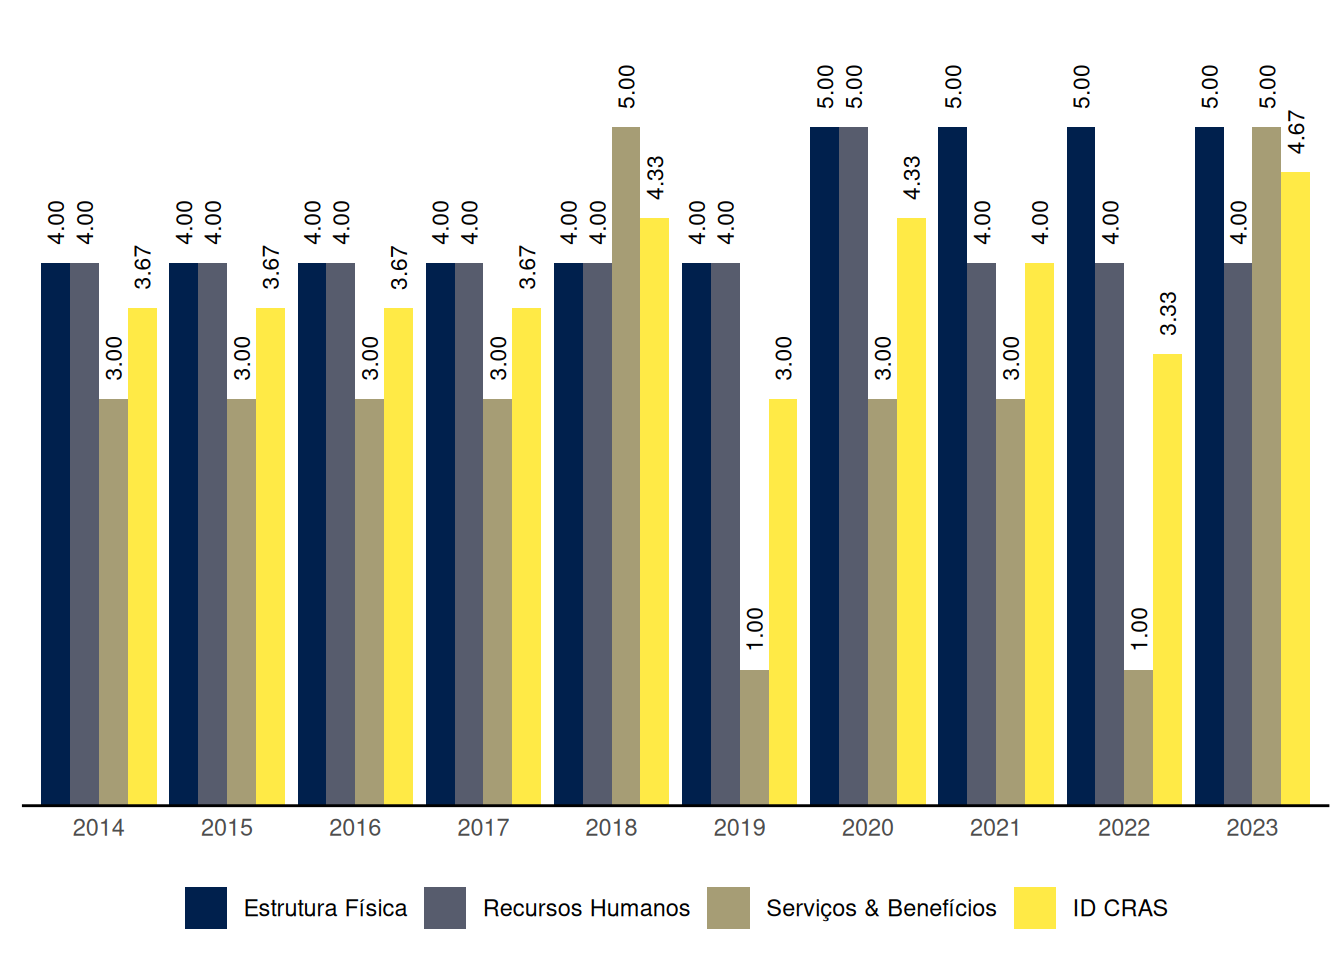 4.00 4.00 3.00 3.67
4.00 4.00 3.00 3.67
4.00 4.00 3.00 3.67
4.00 4.00 3.00 3.67
4.00 4.00 5.00 4.33
4.00 4.00 1.00 3.00
5.00 5.00 3.00 4.33
5.00 4.00 3.00 4.00
5.00 4.00 1.00 3.33
5.00 4.00 5.00 4.67
2014 2015 2016 2017 2018 2019 2020 2021 2022 2023
Estrutura Física Recursos Humanos Serviços & Benefícios ID CRAS